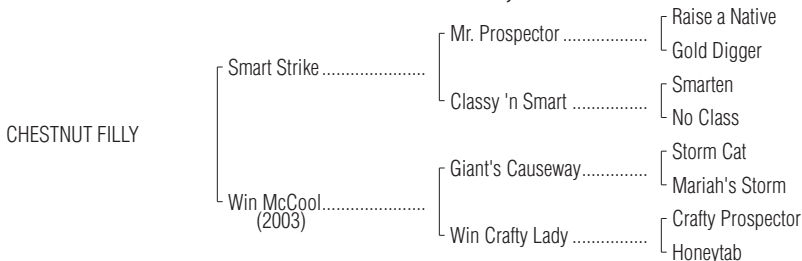 Raise a Native
Mr. Prospector ....................
Gold Digger
Smart Strike ......................
Smarten
Classy 'n Smart ..................
No Class
CHESTNUT FILLY
Storm Cat
Giant's Causeway...............
Mariah's Storm
Win McCool......................
(2003)
Crafty Prospector
Win Crafty Lady ................
Honeytab